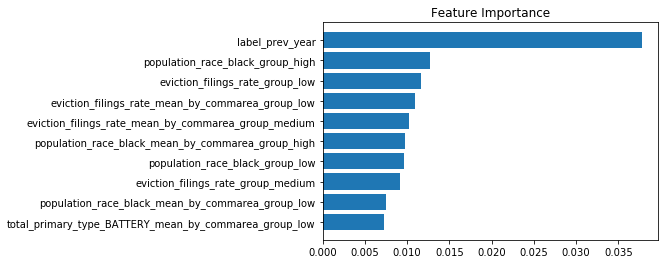 Feature Importance
label_prev_year
population_race_black_group_high
eviction_filings_rate_group_low
eviction_filings_rate_mean_by_commarea_group_low
eviction_filings_rate_mean_by_commarea_group_medium
population_race_black_mean_by_commarea_group_high
population_race_black_group_low
eviction_filings_rate_group_medium
population_race_black_mean_by_commarea_group_low
total_primary_type_BATTERY_mean_by_commarea_group_low
0.000 0.005 0.010 0.015 0.020 0.025 0.030 0.035